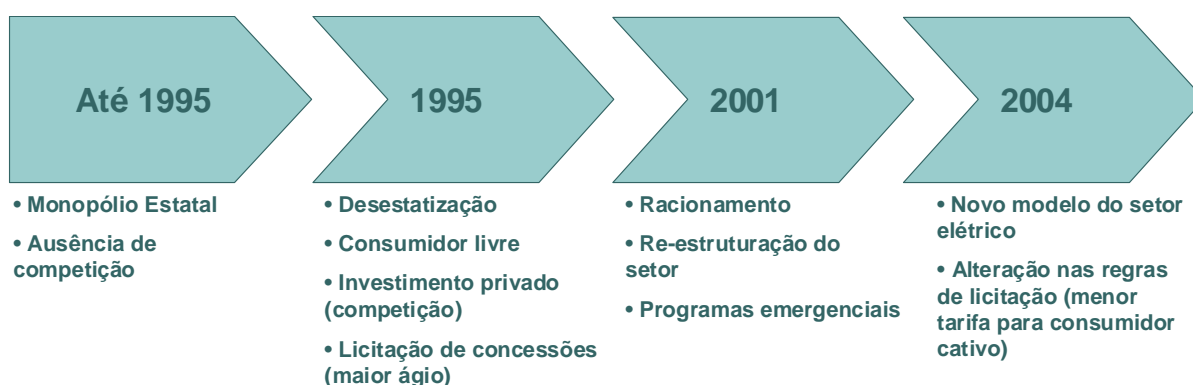 Até 1995
• Monopólio Estatal
• Ausência de
competição
1995
• Desestatização
• Consumidor livre
• Investimento privado
(competição)
• Licitação de concessões
(maior ágio)
2001
• Racionamento
• Re-estruturação do
setor
• Programas emergenciais
2004
• Novo modelo do setor
elétrico
• Alteração nas regras
de licitação (menor
tarifa para consumidor
cativo)